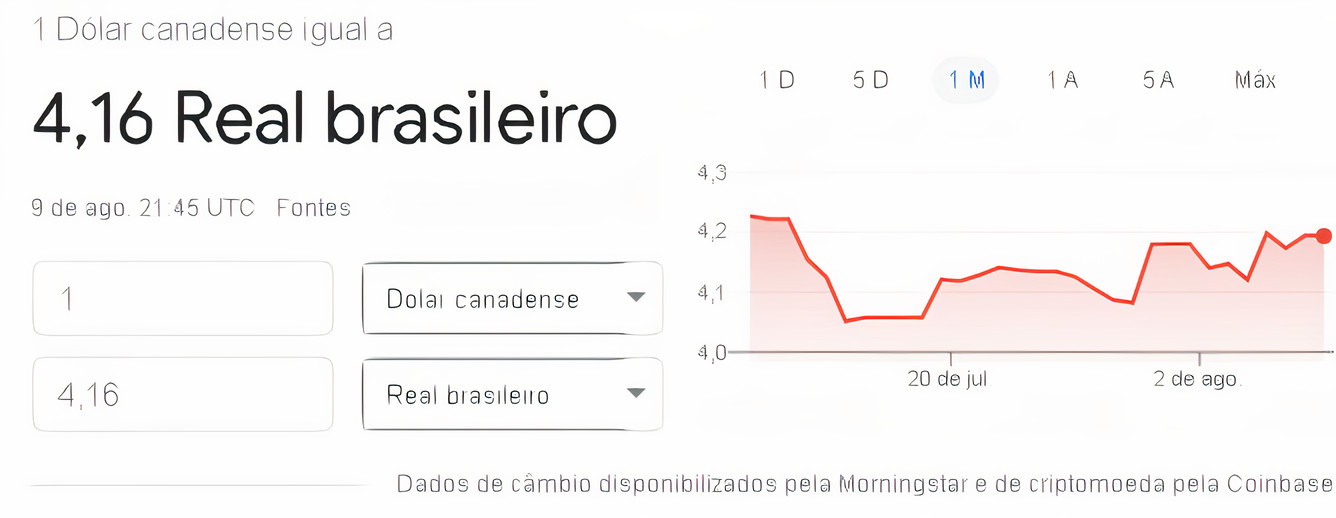 1 Dólar canadense igual a
4,16 Real brasileiro
9 de ago. 21:45 UTC Fontes
1
Dolar canadense
4,16
Real brasileiro
1 D 5 D 1 M 1 A 5 A Máx
4,3
4,2
4,1
4,0
20 de jul 2 de ago.
Dados de câmbio disponibilizados pela Morningstar e de criptomoeda pela Coinbase